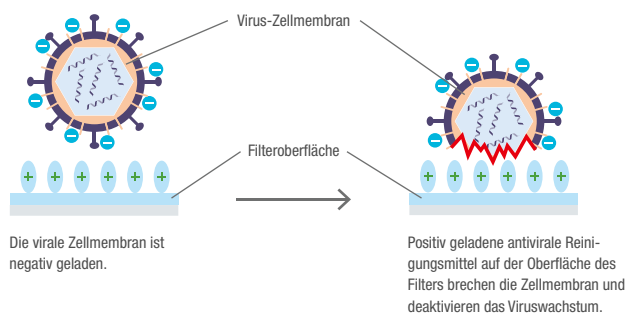 Virus-Zellmembran
Filteroberfläche
Die virale Zellmembran ist
negativ geladen.
Positiv geladene antivirale Reini-
gungsmittel auf der Oberfläche des
Filters brechen die Zellmembran und
deaktivieren das Viruswachstum.